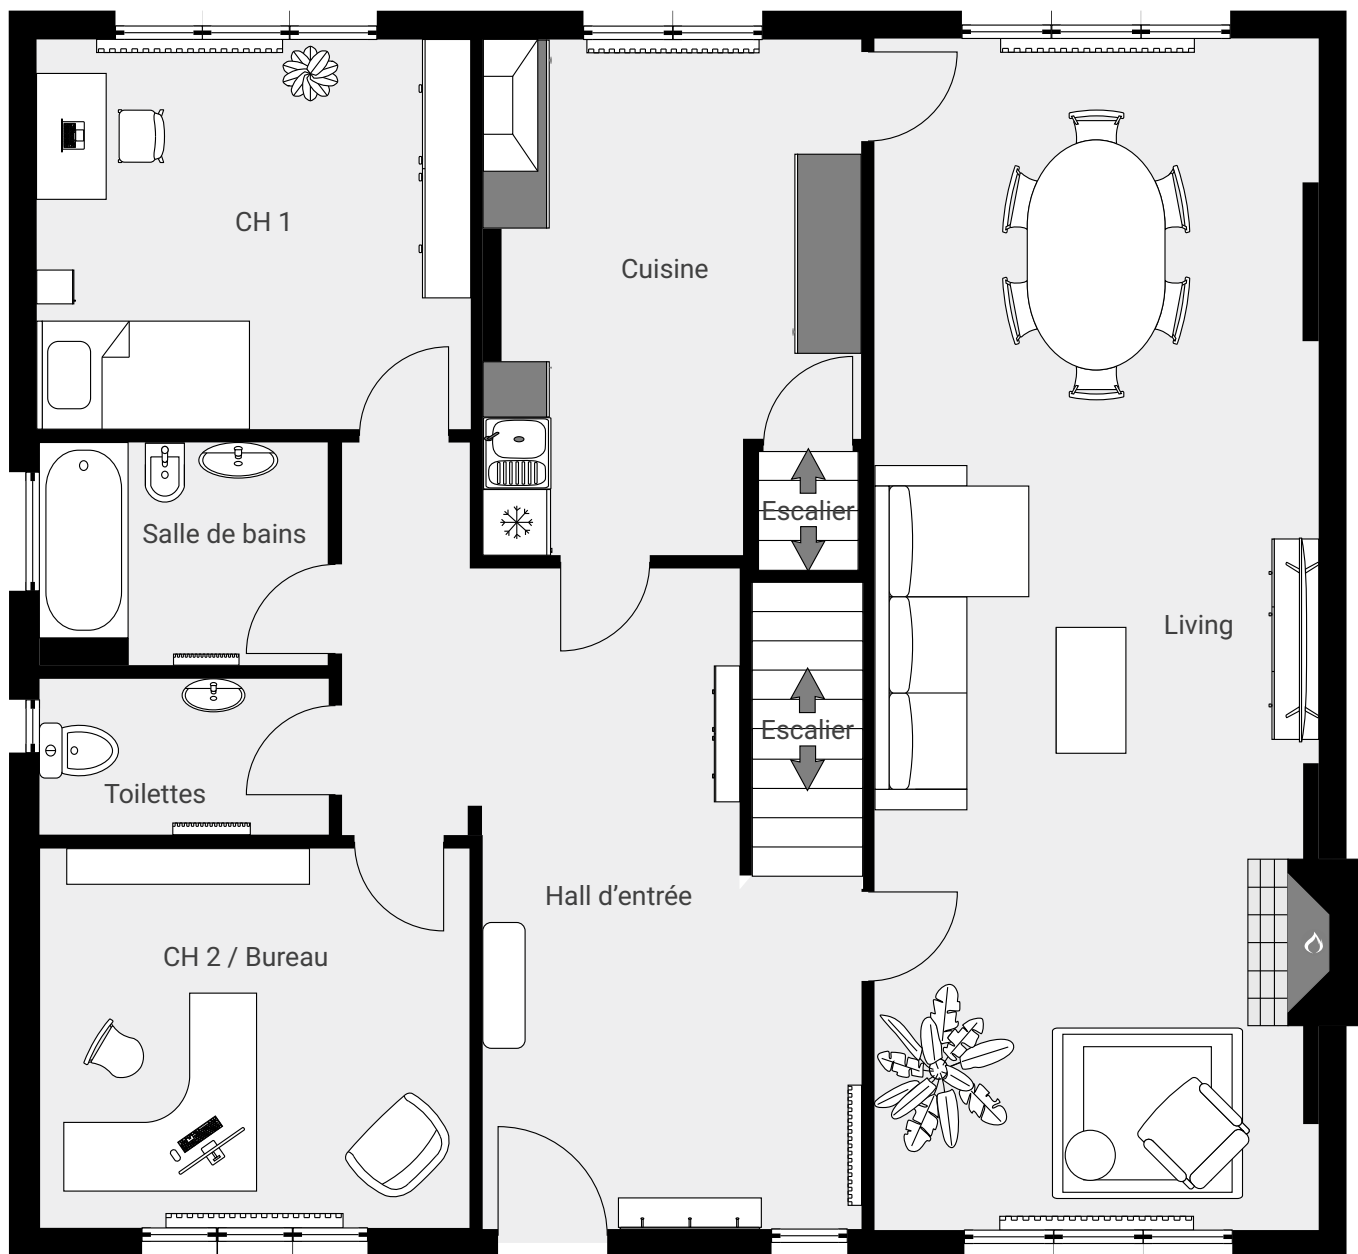 CH 1
Cuisine
Escalier
Salle de bains
Living
Escalier
Toilettes
Hall d’entrée
CH 2 / Bureau